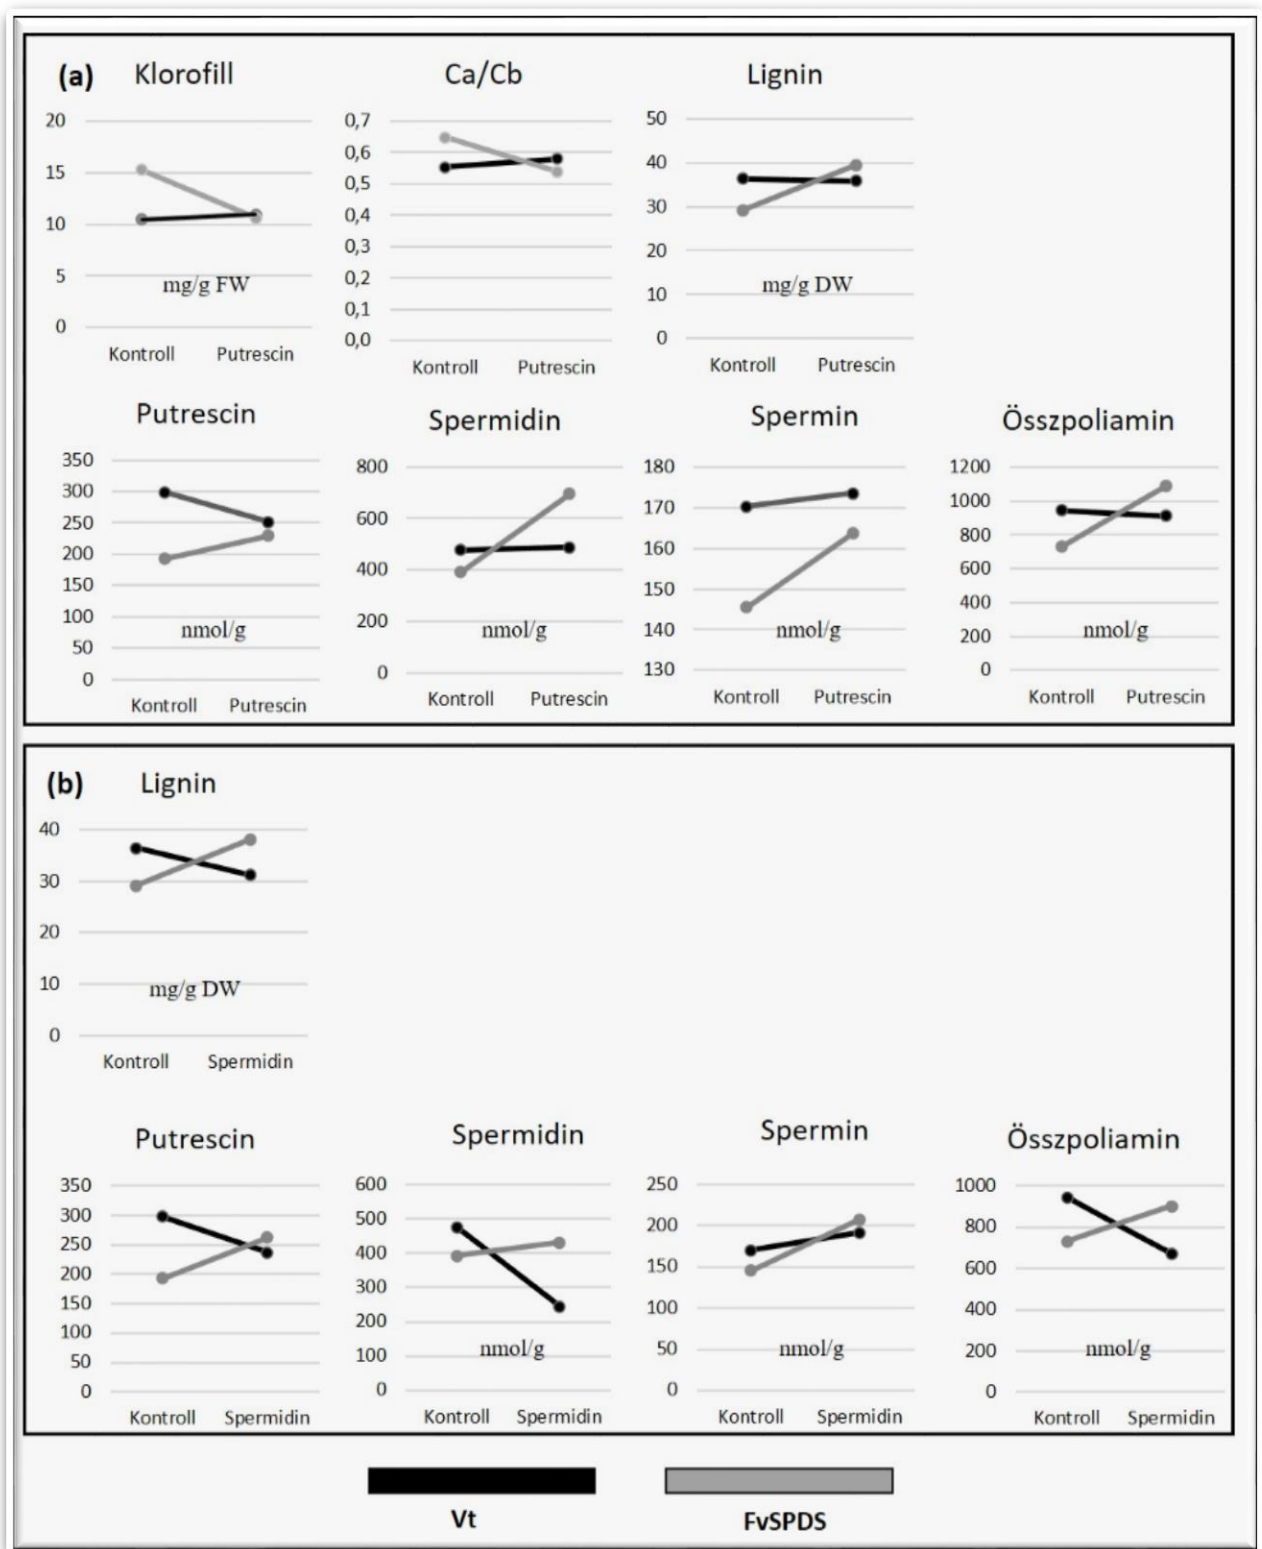 (a) Klorofill Ca/Cb Lignin
20
15
10
5
0
mg/g FW
Kontroll Putrescin
0,7
0,6
0,5
0,4
0,3
0,2
0,1
0,0
Kontroll Putrescin
50
40
30
20
10
0
mg/g DW
Kontroll Putrescin
Putrescin
350
300
250
200
150
100
50
0
nmol/g
Kontroll Putrescin
Spermidin
800
600
400
200
0
nmol/g
Kontroll Putrescin
Spermin
180
170
160
150
140
130
nmol/g
Kontroll Putrescin
Összpoliamin
1200
1000
800
600
400
200
0
nmol/g
Kontroll Putrescin
(b) Lignin
40
30
20
10
0
mg/g DW
Kontroll Spermidin
Putrescin
350
300
250
200
150
100
50
0
Kontroll Spermidin
Spermidin
600
500
400
300
200
100
0
nmol/g
Kontroll Spermidin
Spermin
250
200
150
100
50
0
nmol/g
Kontroll Spermidin
Összpoliamin
1000
800
600
400
200
0
nmol/g
Kontroll Spermidin
Vt FvSPDS